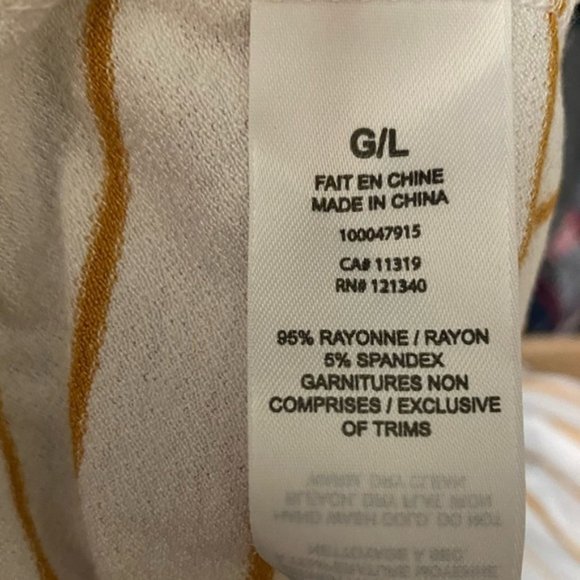 G/L
FAIT EN CHINE
MADE IN CHINA
100047915
CA# 11319
RN# 121340
95% RAYONNE / RAYON
5% SPANDEX
GARNITURES NON
COMPRISES / EXCLUSIVE
OF TRIMS